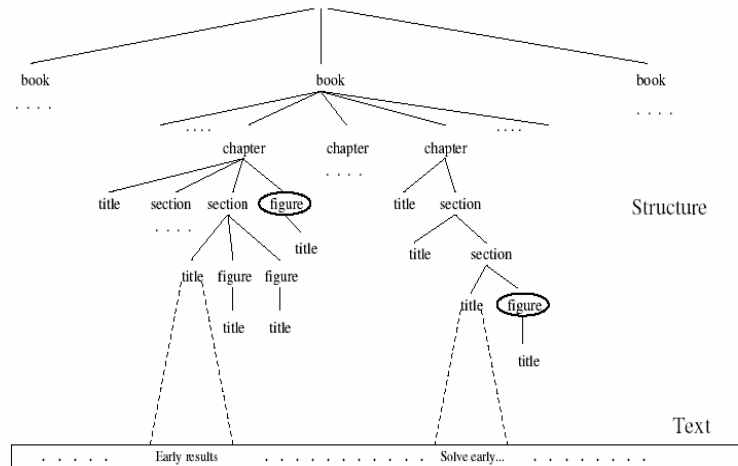 book book book
. . . . . . . .
. . . . . . . .
chapter chapter chapter
. . . .
title section section figure title section Structure
. . . .
title title section
title figure figure
title figure
title title
title
Text
. . . . . Early results . . . . . . . . . . . Solve early... . . . . . . . .